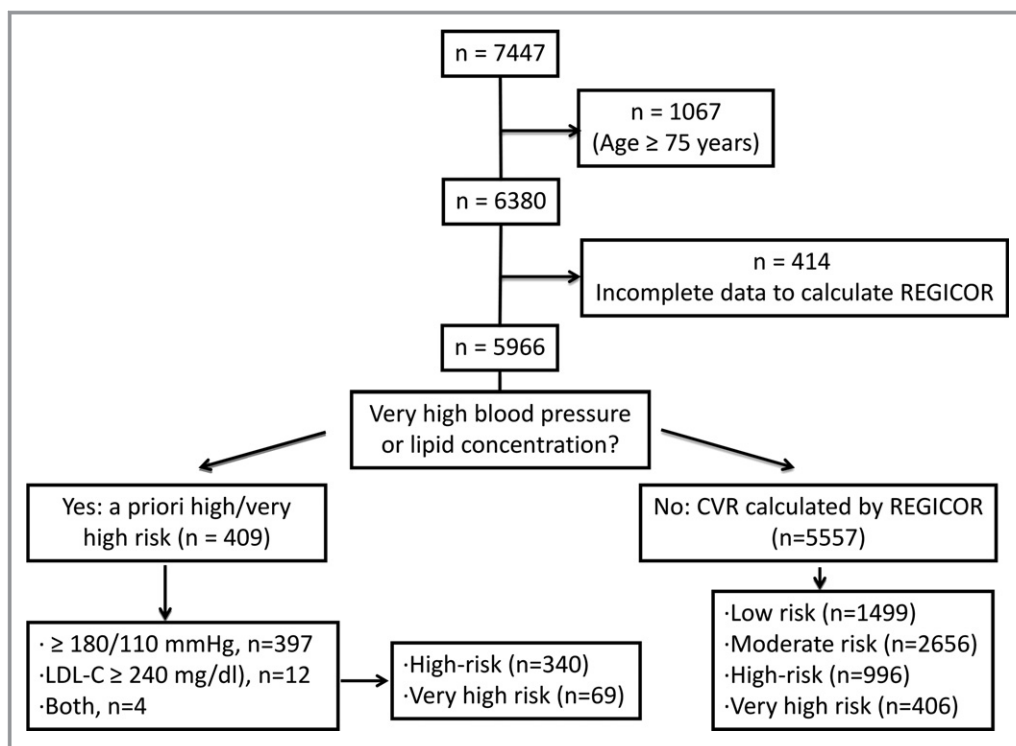 n = 7447
n = 1067
(Age ≥ 75 years)
n = 6380
n = 414
Incomplete data to calculate REGICOR
n = 5966
Very high blood pressure
or lipid concentration?
Yes: a priori high/very
high risk (n = 409)
No: CVR calculated by REGICOR
(n=5557)
· ≥ 180/110 mmHg, n=397
·LDL-C ≥ 240 mg/dl), n=12
·Both, n=4
·High-risk (n=340)
·Very high risk (n=69)
·Low risk (n=1499)
·Moderate risk (n=2656)
·High-risk (n=996)
·Very high risk (n=406)